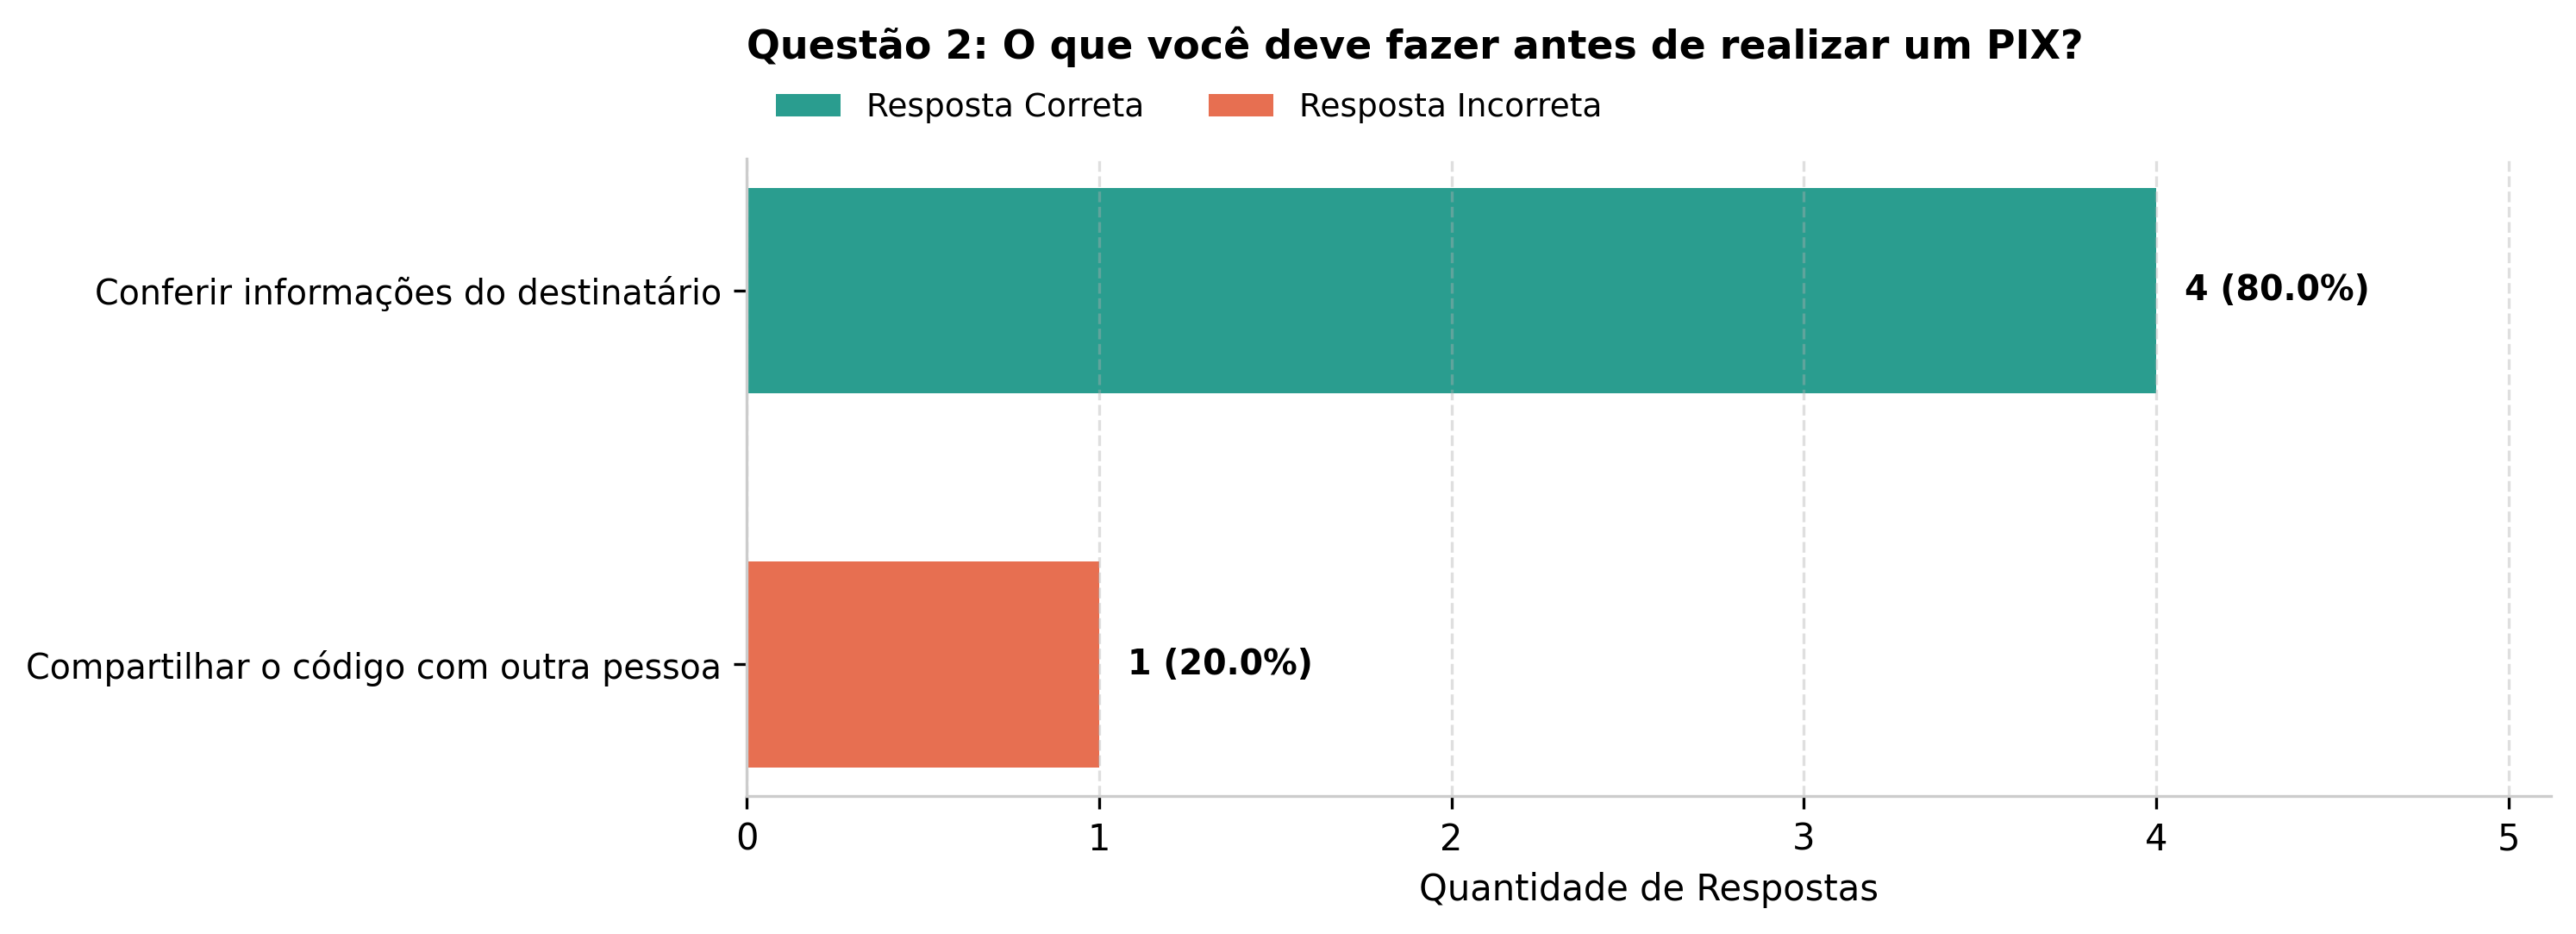 Questão 2: O que você deve fazer antes de realizar um PIX?
Resposta Correta
Resposta Incorreta
Conferir informações do destinatário
4 (80.0%)
Compartilhar o código com outra pessoa
1 (20.0%)
0 1 2 3 4 5
Quantidade de Respostas